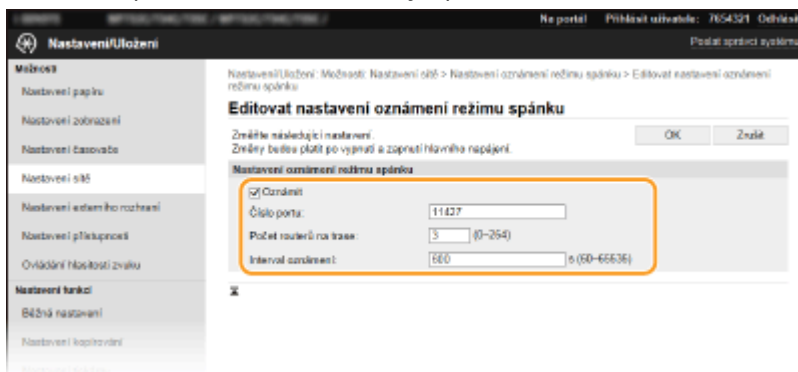 Na portál Přihlásit uživatele: 7654321 Odhlásit
Nastavení/Uložení
Poslat správci systému
Možnosti
Nastavení papíru
Nastavení zobrazení
Nastavení časovače
Nastavení sítě
Nastavení externího rozhraní
Nastavení přístupnosti
Ovládání hlasitosti zvuku
Nastavení funkcí
Běžná nastavení
Nastavení kopírování
Nastavení/Uložení: Možnosti: Nastavení sítě > Nastavení oznámení režimu spánku > Editovat nastavení oznámení
režimu spánku
Editovat nastavení oznámení režimu spánku
Změňte následující nastavení.
Změny budou platit po vypnutí a zapnutí hlavního napájení.
OK Zrušit
Nastavení oznámení režimu spánku
Oznámit
Číslo portu: 11427
Počet routerů na trase: 3 (0-254)
Interval oznámení: 600 s (60-65535)